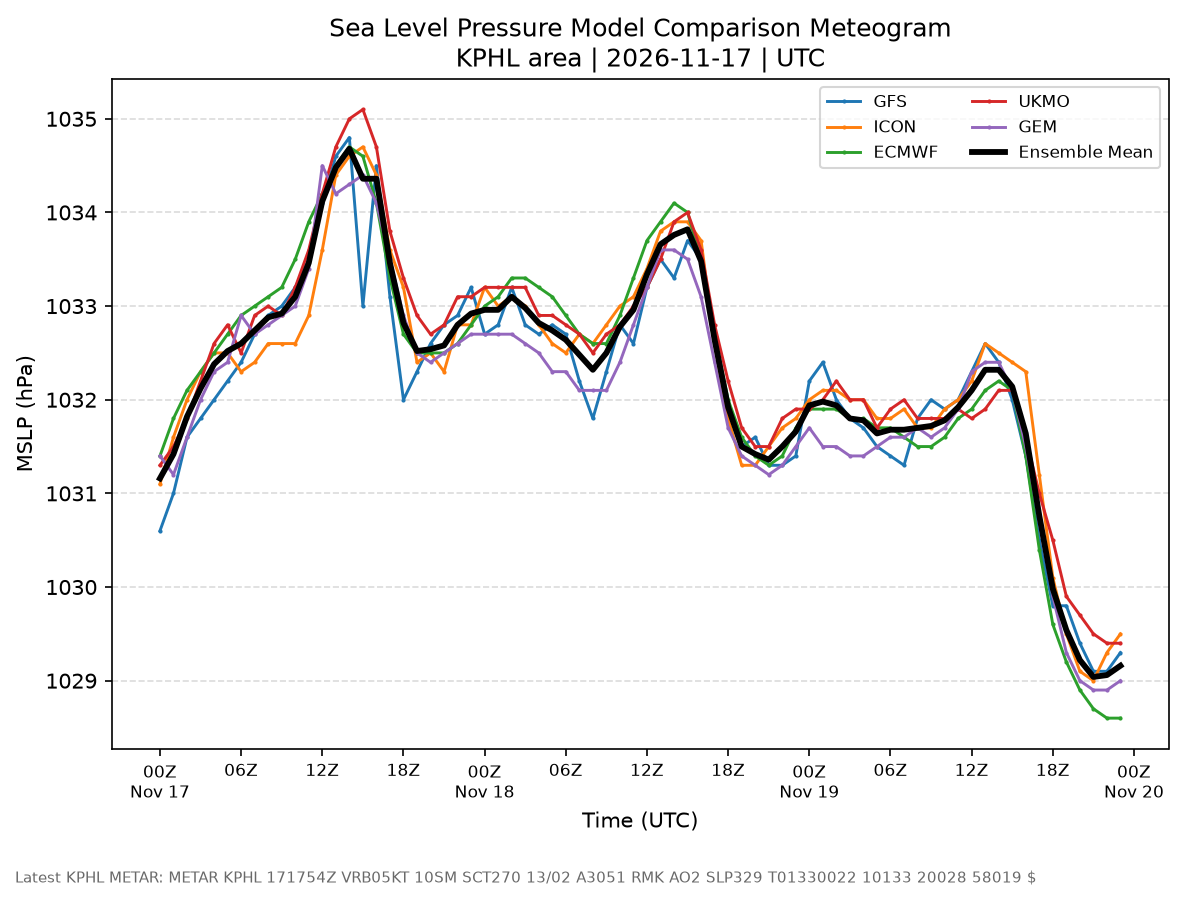 Sea Level Pressure Model Comparison Meteogram
KPHL area | 2026-11-17 | UTC
GFS
ICON
ECMWF
UKMO
GEM
Ensemble Mean
MSLP (hPa)
1035
1034
1033
1032
1031
1030
1029
00Z 06Z 12Z 18Z 00Z 06Z 12Z 18Z 00Z 06Z 12Z 18Z 00Z
Nov 17 Nov 18 Nov 19 Nov 20
Time (UTC)
Latest KPHL METAR: METAR KPHL 171754Z VRB05KT 10SM SCT270 13/02 A3051 RMK AO2 SLP329 T01330022 10133 20028 58019 $